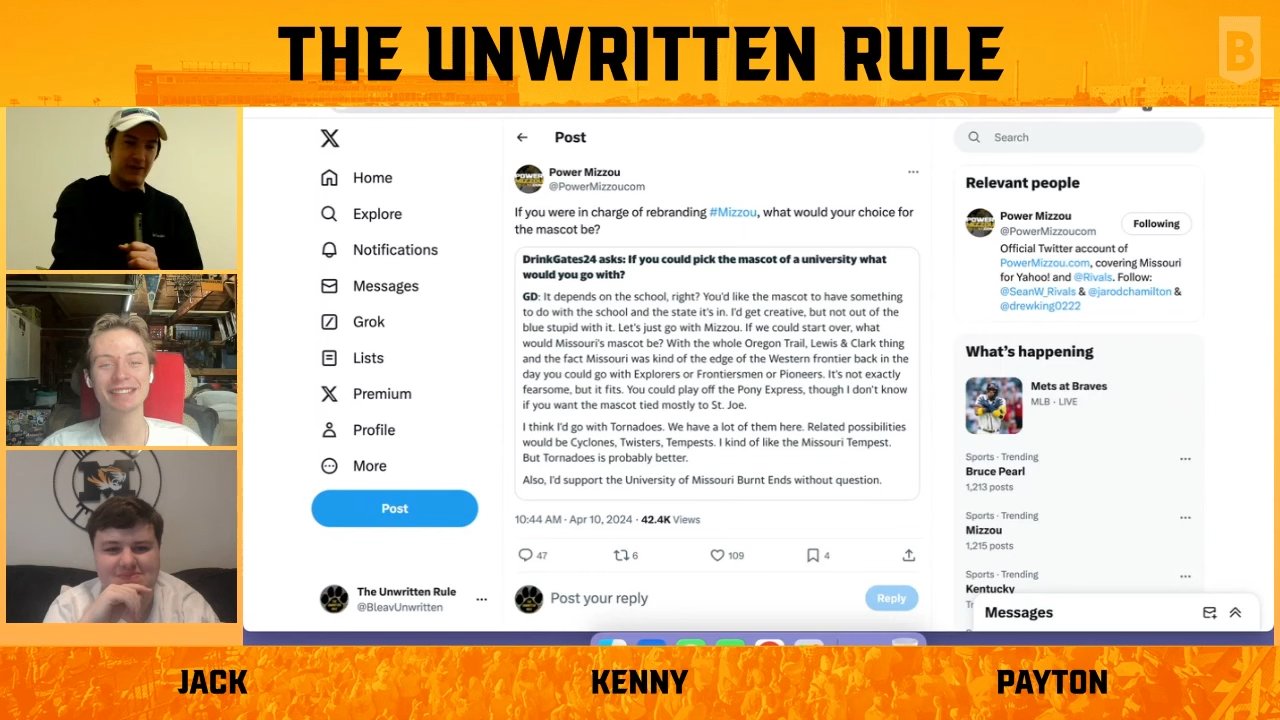 THE UNWRITTEN RULE
B
X
Home
Explore
Notifications
Messages
Grok
Lists
Premium
Profile
More
Post
The Unwritten Rule
@BleavUnwritten
Post
Power Mizzou
@PowerMizzoucom
If you were in charge of rebranding #Mizzou, what would your choice for
the mascot be?
DrinkGates24 asks: If you could pick the mascot of a university what
would you go with?
GD: It depends on the school, right? You'd like the mascot to have something
to do with the school and the state it's in. I'd get creative, but not out of the
blue stupid with it. Let's just go with Mizzou. If we could start over, what
would Missouri's mascot be? With the whole Oregon Trail, Lewis & Clark thing
and the fact Missouri was kind of the edge of the Western frontier back in the
day you could go with Explorers or Frontiersmen or Pioneers. It's not exactly
fearsome, but it fits. You could play off the Pony Express, though I don't know
if you want the mascot tied mostly to St. Joe.
I think I'd go with Tornadoes. We have a lot of them here. Related possibilities
would be Cyclones, Twisters, Tempests. I kind of like the Missouri Tempest.
But Tornadoes is probably better.
Also, I'd support the University of Missouri Burnt Ends without question.
10:44 AM · Apr 10, 2024 · 42.4K Views
47 6 109 4
Post your reply
Reply
Search
Relevant people
Power Mizzou
@PowerMizzoucom
Following
Official Twitter account of
PowerMizzou.com, covering Missouri
for Yahoo! and @Rivals. Follow:
@SeanW_Rivals & @jarodchamilton &
@drewking0222
What's happening
Mets at Braves
MLB · LIVE
Sports · Trending
Bruce Pearl
1,213 posts
Sports · Trending
Mizzou
1,215 posts
Sports · Trending
Kentucky
Messages
JACK
KENNY
PAYTON